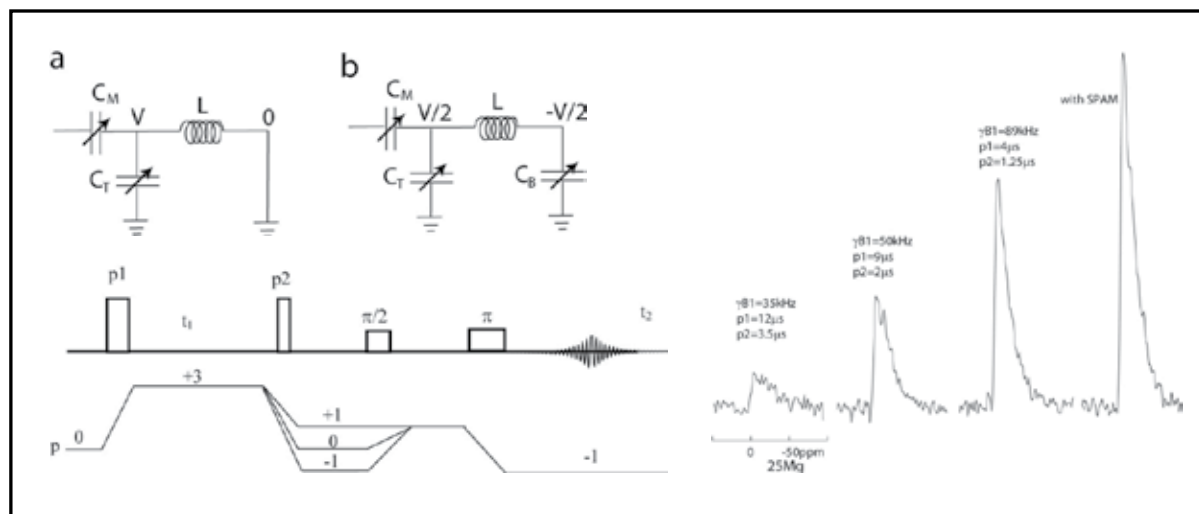 a
b
C_M
V
L
0
C_T
C_M
V/2
L
-V/2
C_T
C_B
p1
t₁
p2
π/2
π
t₂
p
0
+3
+1
0
-1
-1
γB1=35kHz
p1=12μs
p2=3.5μs
γB1=50kHz
p1=9μs
p2=2μs
γB1=89kHz
p1=4μs
p2=1.25μs
with SPAM
0 -50ppm
25Mg